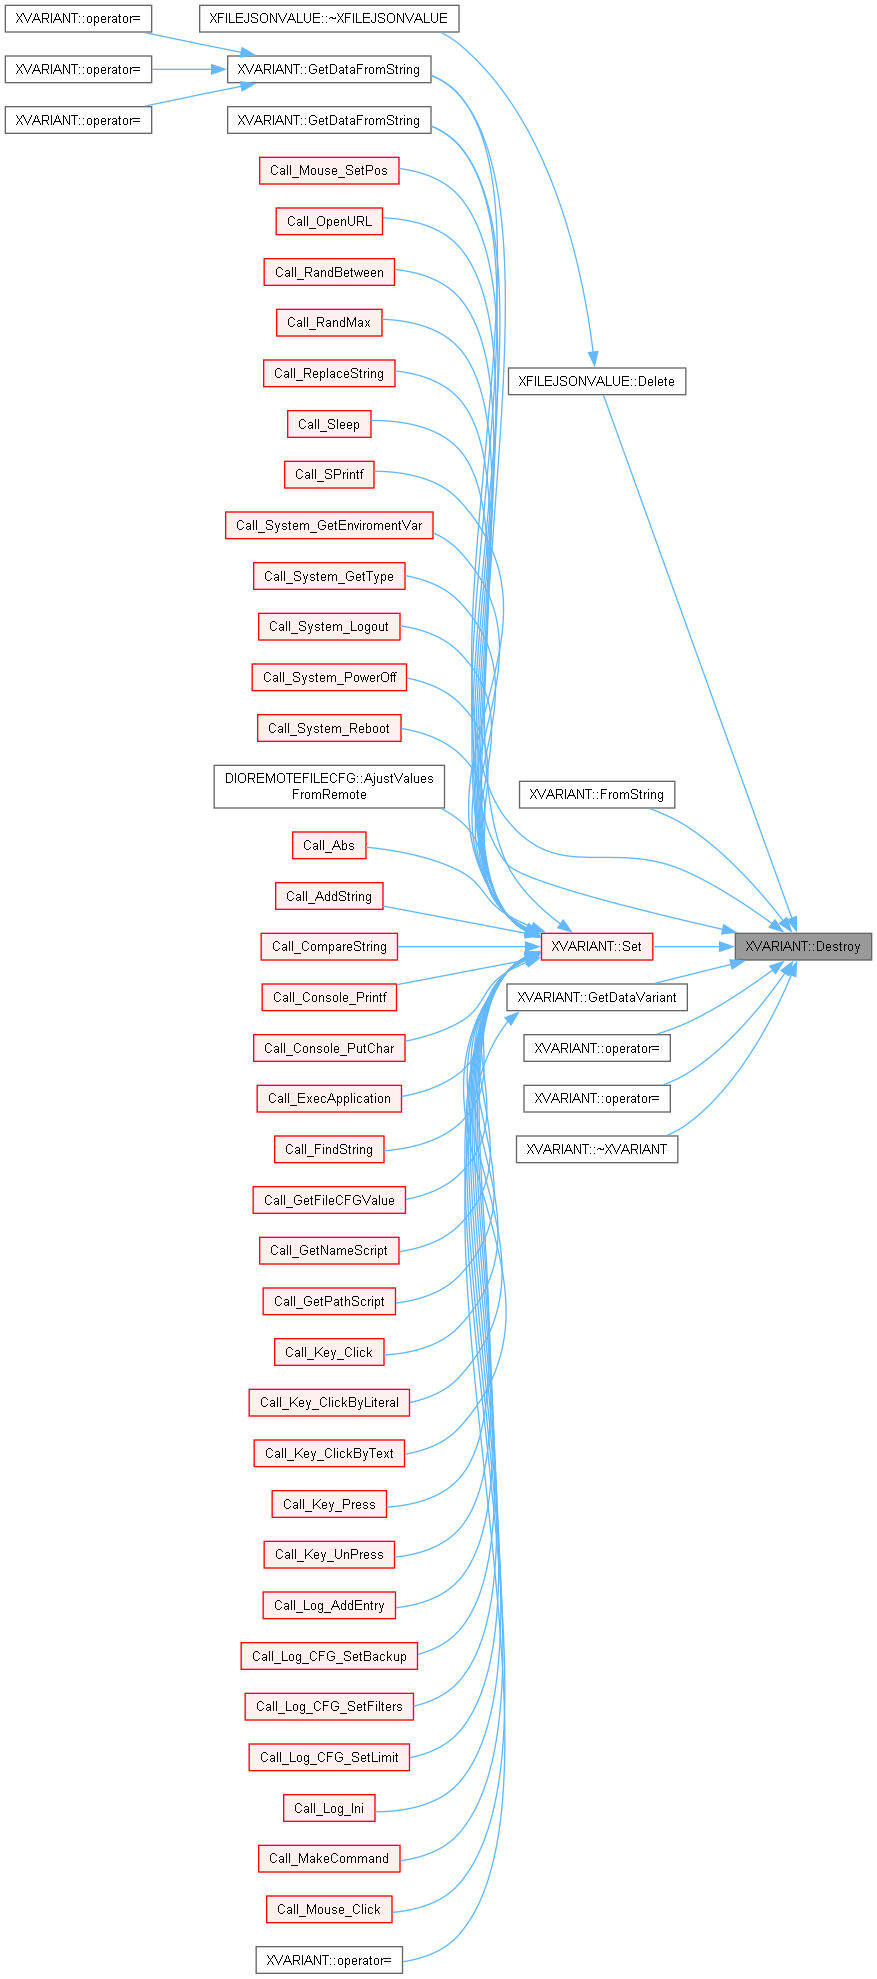 XVARIANT::operator=
XFILEJSONVALUE::~XFILEJSONVALUE
XVARIANT::operator=
XVARIANT::GetDataFromString
XVARIANT::operator=
XVARIANT::GetDataFromString
Call_Mouse_SetPos
Call_OpenURL
Call_RandBetween
Call_RandMax
Call_ReplaceString
XFILEJSONVALUE::Delete
Call_Sleep
Call_SPrintf
Call_System_GetEnviromentVar
Call_System_GetType
Call_System_Logout
Call_System_PowerOff
Call_System_Reboot
DIOREMOTEFILECFG::AjustValues
FromRemote
XVARIANT::FromString
Call_Abs
Call_AddString
Call_CompareString
XVARIANT::Set
XVARIANT::Destroy
Call_Console_Printf
XVARIANT::GetDataVariant
Call_Console_PutChar
XVARIANT::operator=
Call_ExecApplication
XVARIANT::operator=
Call_FindString
XVARIANT::~XVARIANT
Call_GetFileCFGValue
Call_GetNameScript
Call_GetPathScript
Call_Key_Click
Call_Key_ClickByLiteral
Call_Key_ClickByText
Call_Key_Press
Call_Key_UnPress
Call_Log_AddEntry
Call_Log_CFG_SetBackup
Call_Log_CFG_SetFilters
Call_Log_CFG_SetLimit
Call_Log_Ini
Call_MakeCommand
Call_Mouse_Click
XVARIANT::operator=